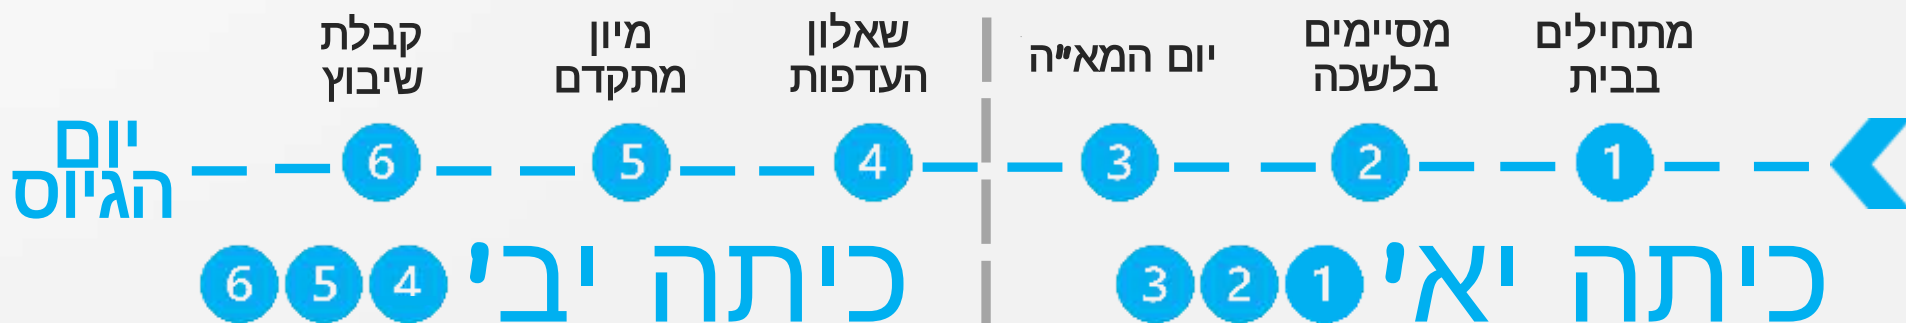 מתחילים
בבית
1
מסיימים
בלשכה
2
יום המא״ה
3
שאלון
העדפות
4
מיון
מתקדם
5
קבלת
שיבוץ
6
יום
הגיוס
כיתה יא׳ 1 2 3
כיתה יב׳ 4 5 6